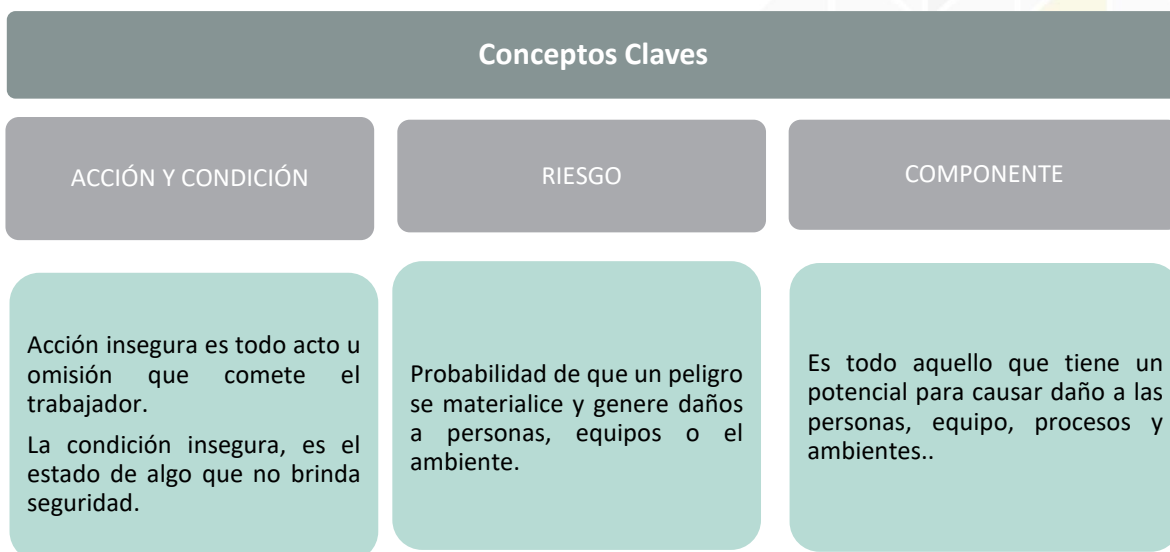 Conceptos Claves
ACCIÓN Y CONDICIÓN
RIESGO
COMPONENTE
Acción insegura es todo acto u
omisión que comete el
trabajador.
La condición insegura, es el
estado de algo que no brinda
seguridad.
Probabilidad de que un peligro
se materialice y genere daños
a personas, equipos o el
ambiente.
Es todo aquello que tiene un
potencial para causar daño a las
personas, equipo, procesos y
ambientes..